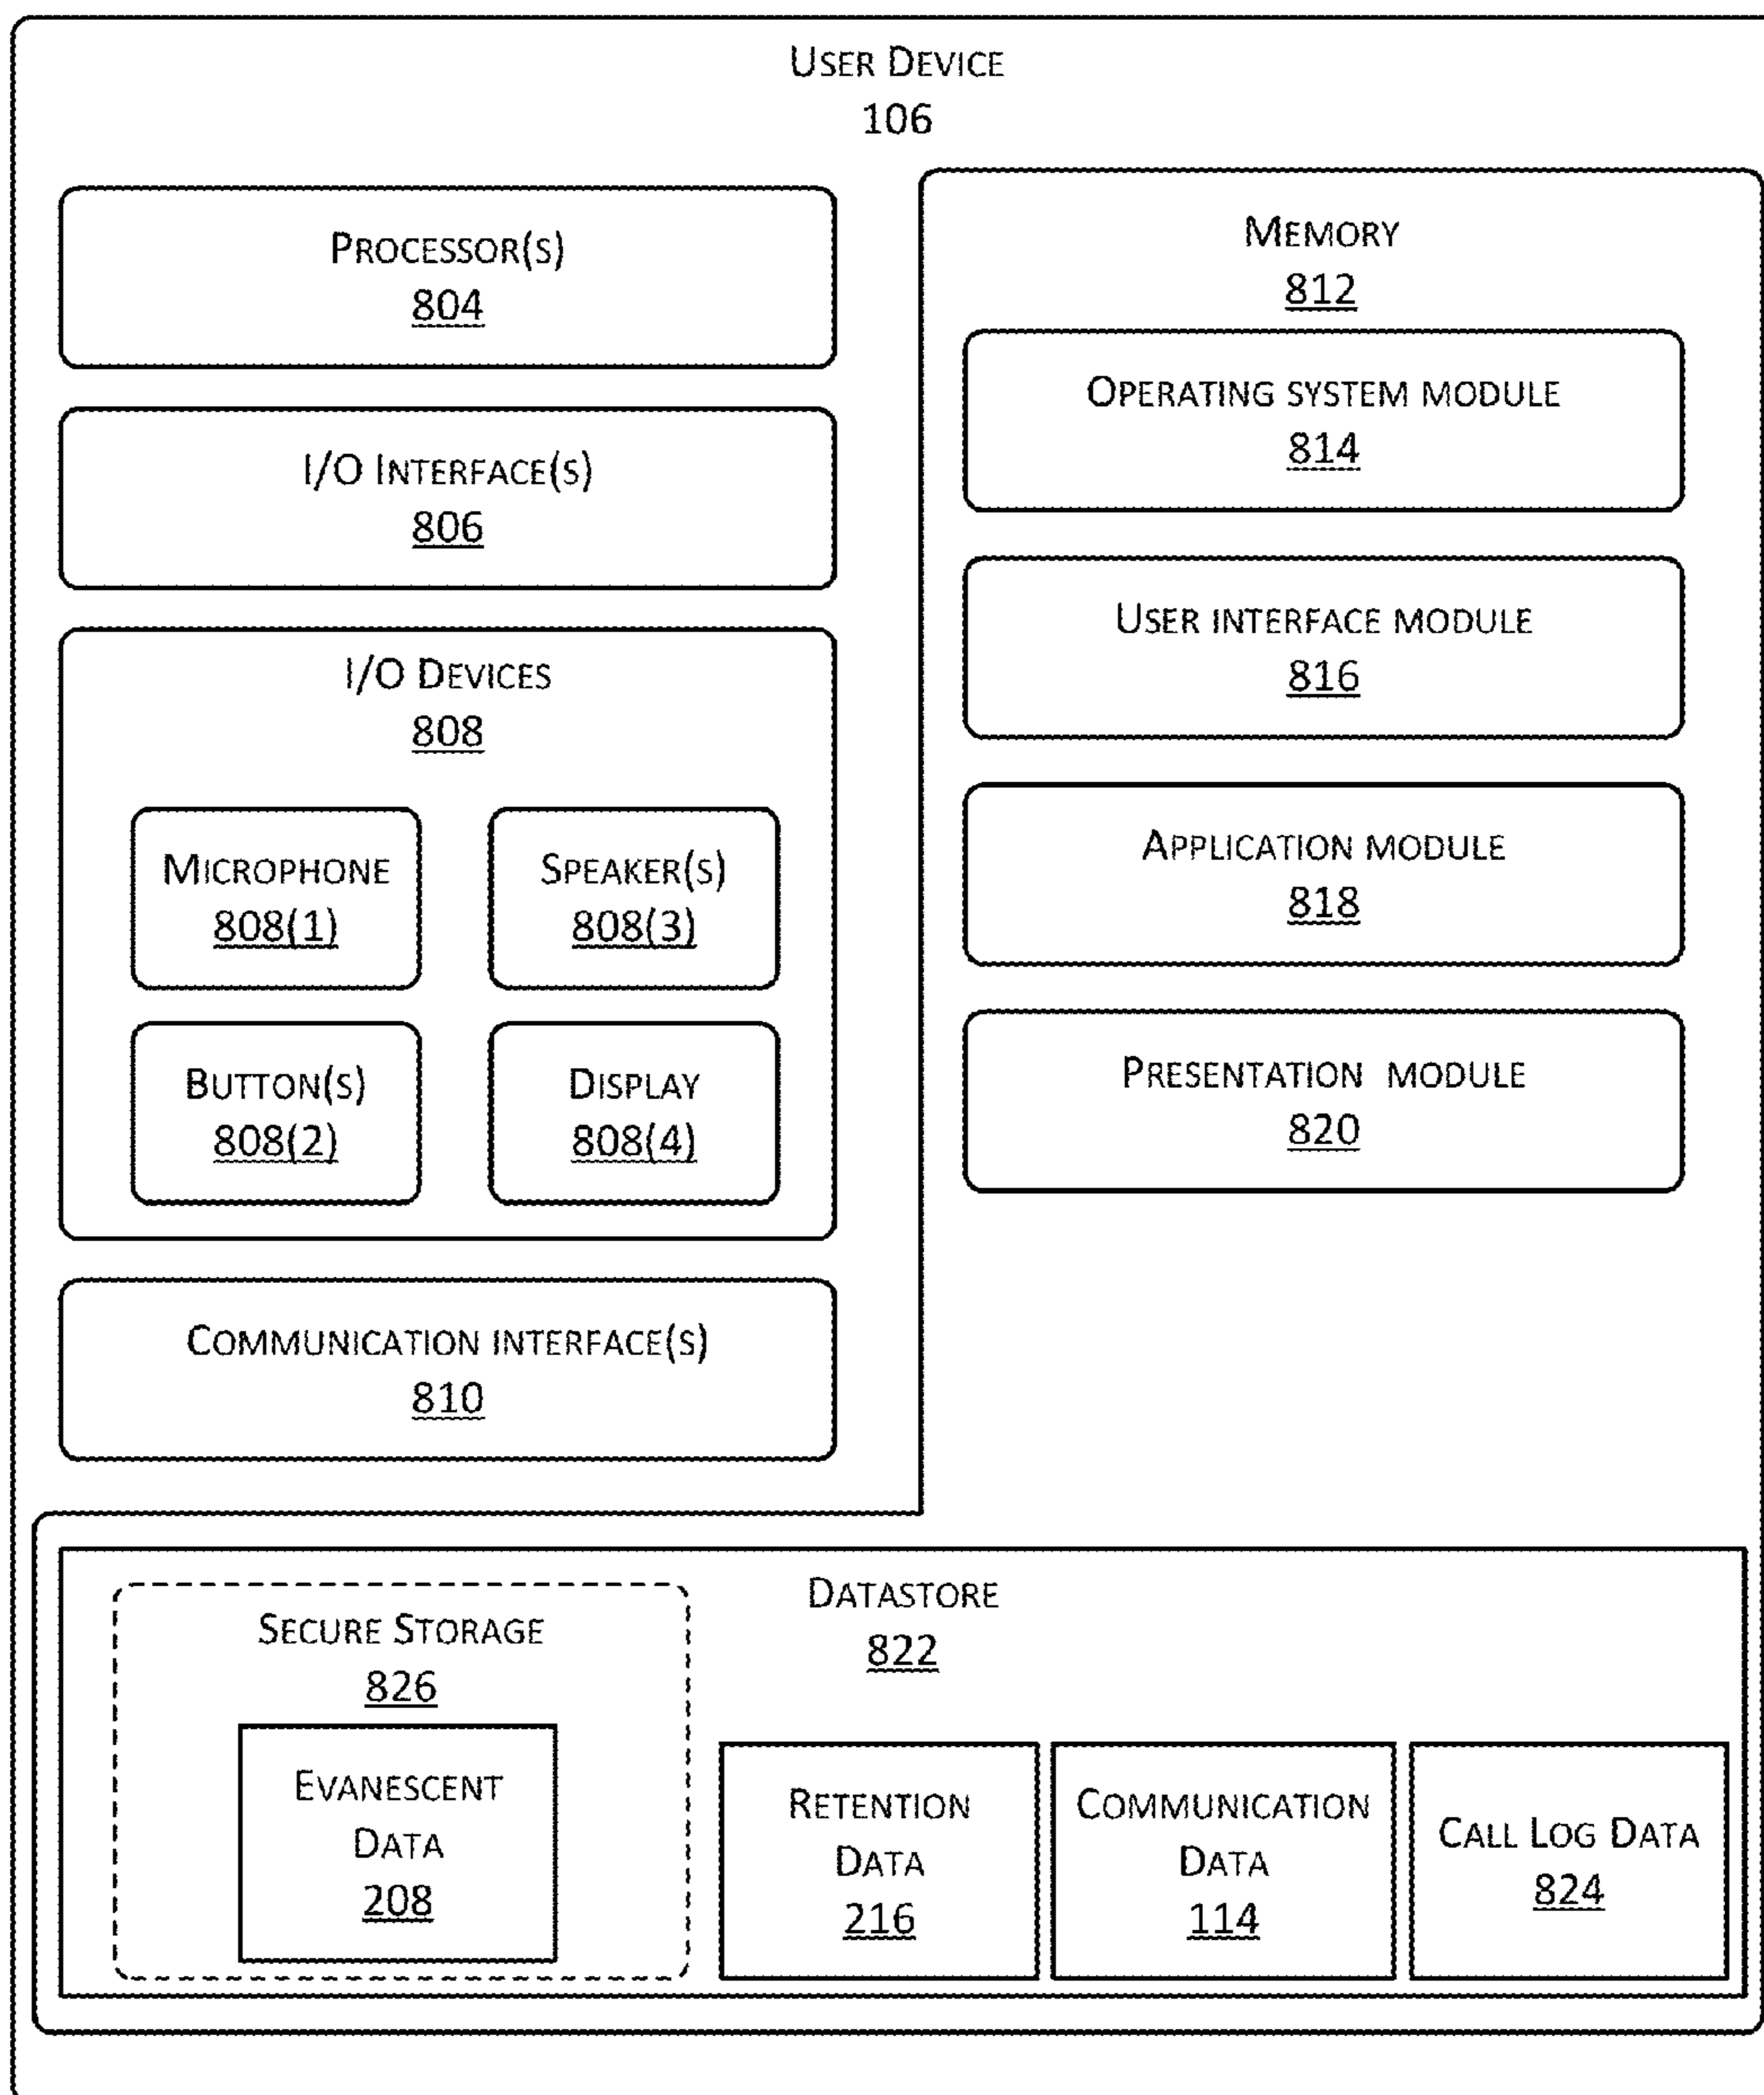 USER DEVICE
106
PROCESSOR(S)
804
I/O INTERFACE(S)
806
I/O DEVICES
808
MICROPHONE
808(1)
SPEAKER(S)
808(3)
BUTTON(S)
808(2)
DISPLAY
808(4)
COMMUNICATION INTERFACE(S)
810
MEMORY
812
OPERATING SYSTEM MODULE
814
USER INTERFACE MODULE
816
APPLICATION MODULE
818
PRESENTATION MODULE
820
DATASTORE
822
SECURE STORAGE
826
EVANESCENT
DATA
208
RETENTION
DATA
216
COMMUNICATION
DATA
114
CALL LOG DATA
824